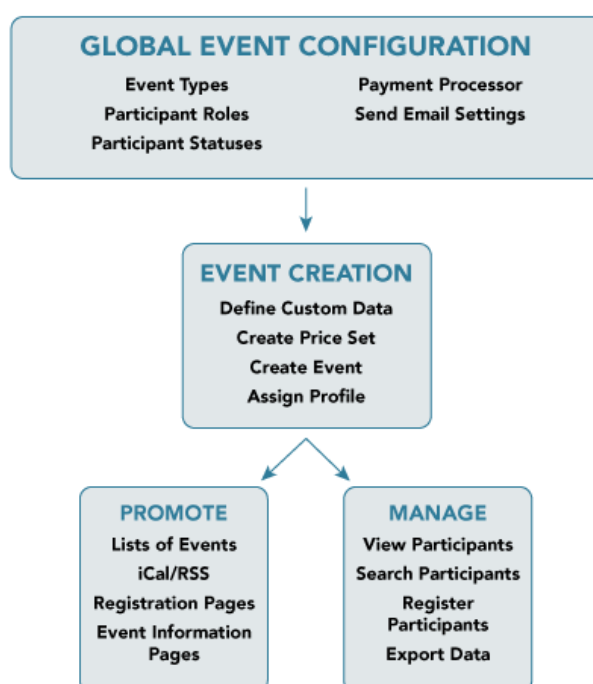 GLOBAL EVENT CONFIGURATION
Event Types
Participant Roles
Participant Statuses
Payment Processor
Send Email Settings
EVENT CREATION
Define Custom Data
Create Price Set
Create Event
Assign Profile
PROMOTE
Lists of Events
iCal/RSS
Registration Pages
Event Information
Pages
MANAGE
View Participants
Search Participants
Register
Participants
Export Data